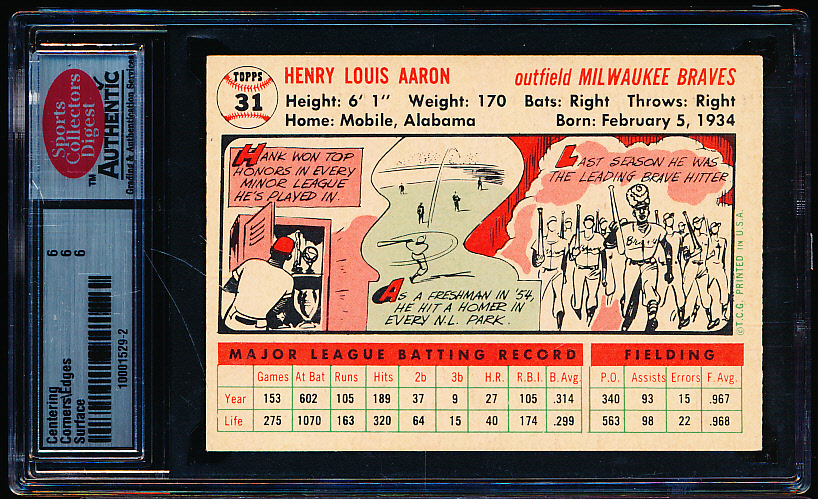 Sports
Collectors
Digest
AUTHENTIC
™ Product Authentication Services
6
6
6
Centering
Corners\Edges
Surface
10001529-2
TOPPS
31
HENRY LOUIS AARON
outfield MILWAUKEE BRAVES
Height: 6' 1" Weight: 170 Bats: Right Throws: Right
Home: Mobile, Alabama Born: February 5, 1934
HANK WON TOP
HONORS IN EVERY
MINOR LEAGUE
HE'S PLAYED IN.
AS A FRESHMAN IN '54,
HE HIT A HOMER IN
EVERY N.L. PARK.
LAST SEASON HE WAS
THE LEADING BRAVE HITTER
Braves
©T.C.G. PRINTED IN U.S.A.
MAJOR LEAGUE BATTING RECORD FIELDING
Games At Bat Runs Hits 2b 3b H.R. R.B.I. B.Avg. P.O. Assists Errors F.Avg.
Year 153 602 105 189 37 9 27 105 .314 340 93 15 .967
Life 275 1070 163 320 64 15 40 174 .299 563 98 22 .968